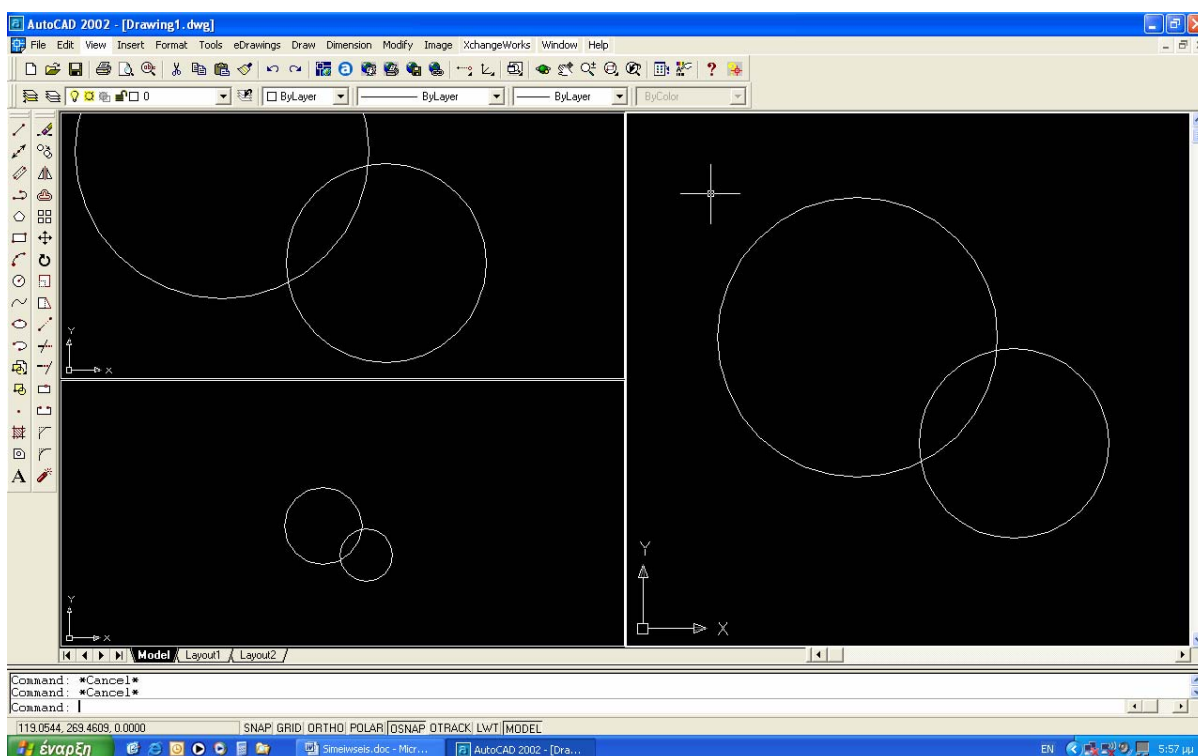 AutoCAD 2002 - [Drawing1.dwg]
File Edit View Insert Format Tools eDrawings Draw Dimension Modify Image XchangeWorks Window Help
0 ByLayer ByLayer ByLayer ByColor
Y
X
Y
X
Y
X
Model Layout1 Layout2
Command: *Cancel*
Command: *Cancel*
Command:
119.0544, 269.4609, 0.0000 SNAP GRID ORTHO POLAR OSNAP OTRACK LWT MODEL
έναρξη Simeiwseis.doc - Micr... AutoCAD 2002 - [Dra... EN 5:57 μμ